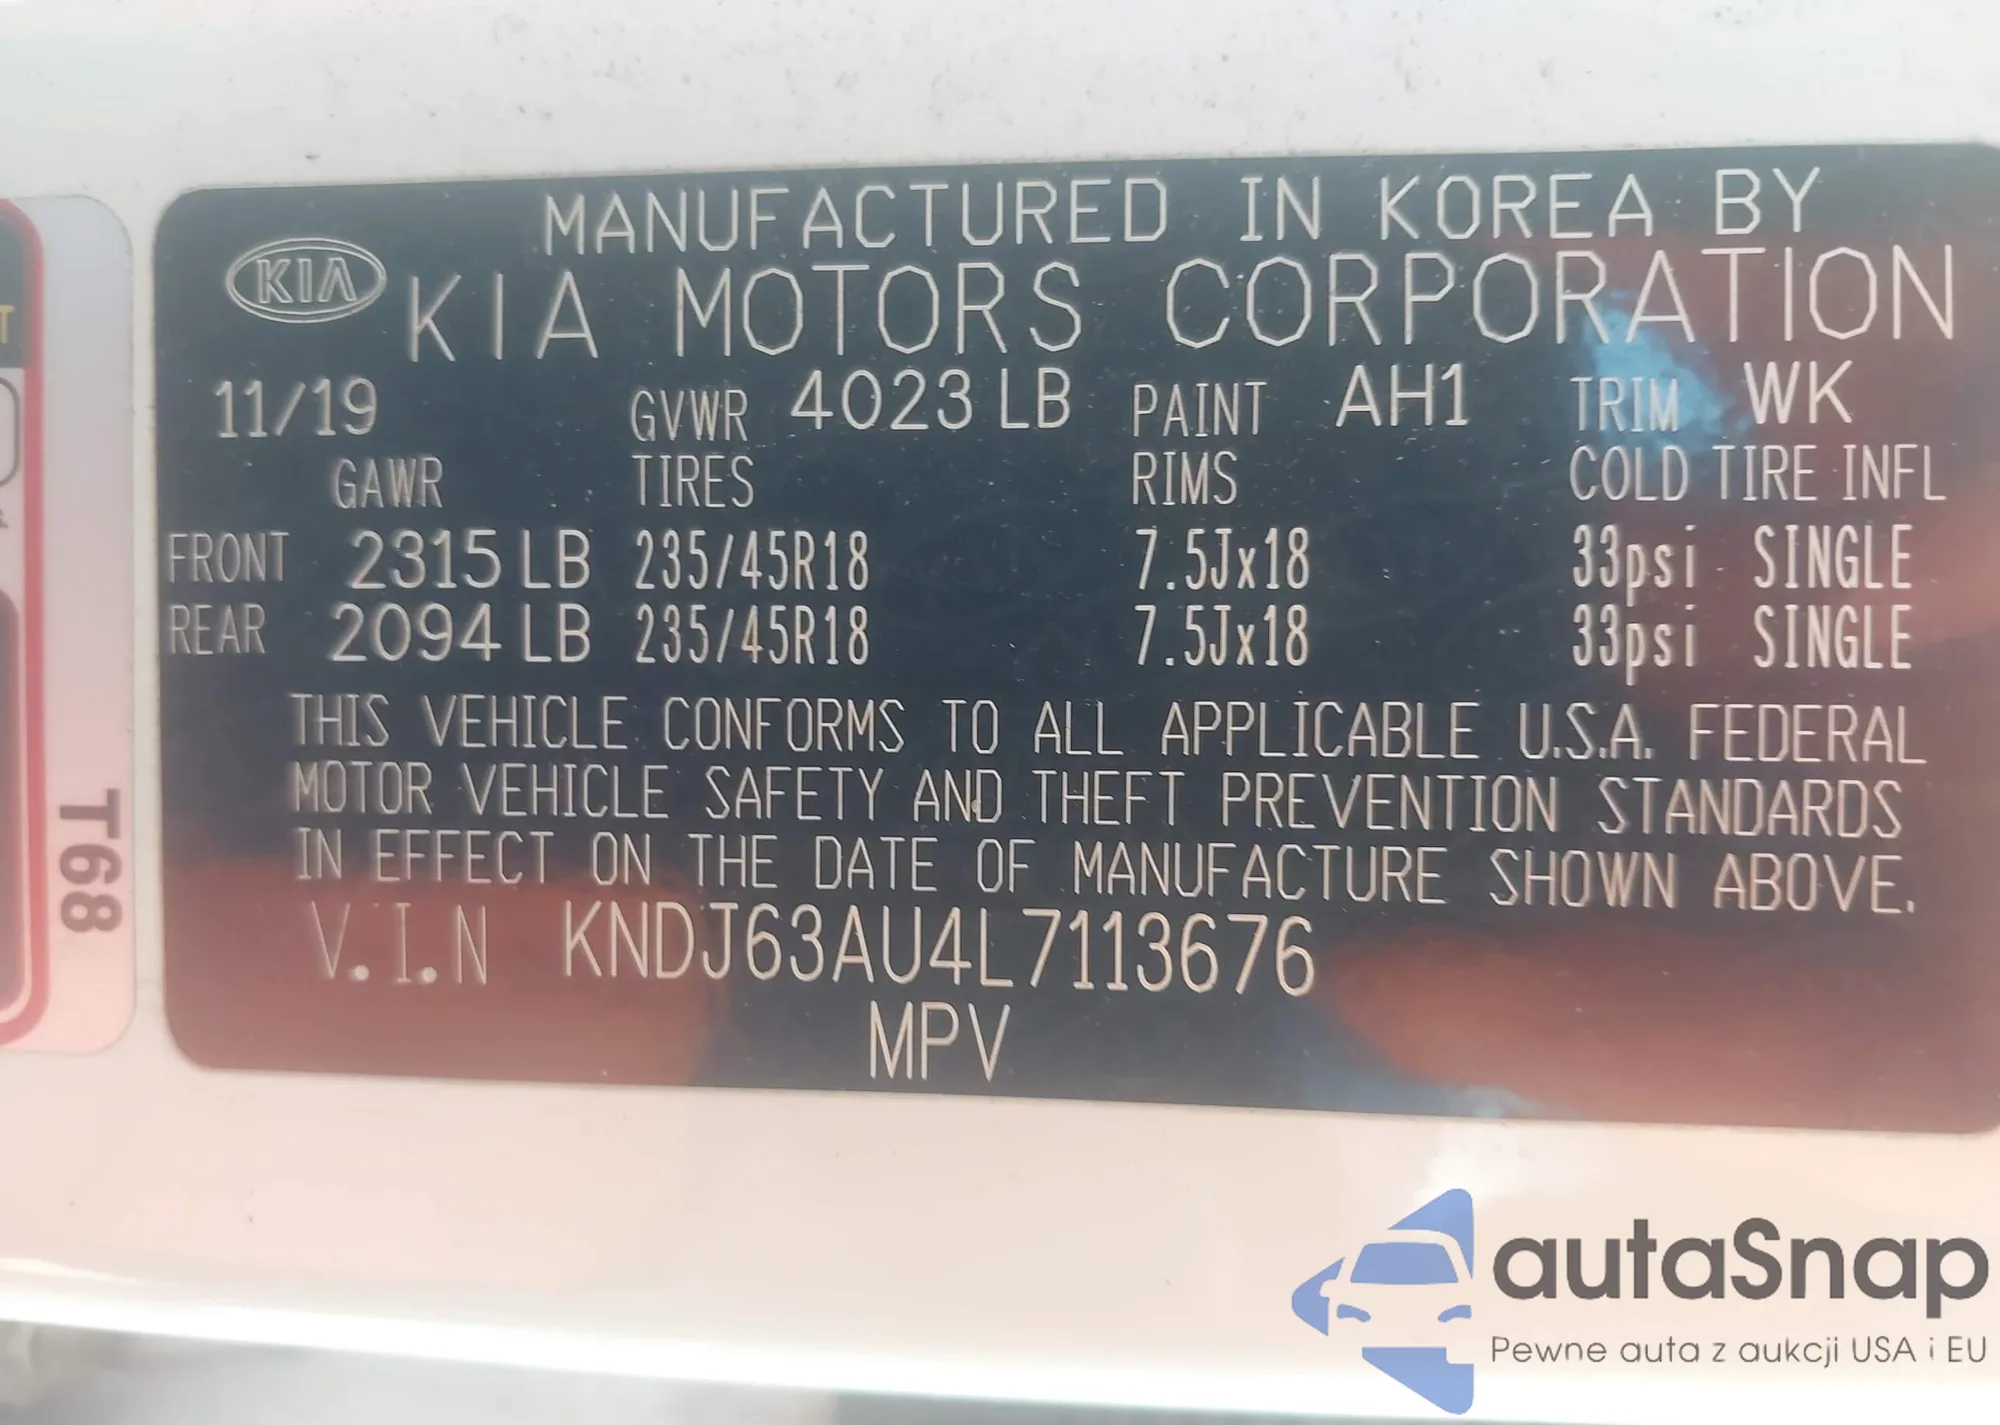 MANUFACTURED IN KOREA BY
KIA KIA MOTORS CORPORATION
11/19 GVWR 4023 LB PAINT AH1 TRIM WK
GAWR TIRES RIMS COLD TIRE INFL
FRONT 2315 LB 235/45R18 7.5Jx18 33psi SINGLE
REAR 2094 LB 235/45R18 7.5Jx18 33psi SINGLE
THIS VEHICLE CONFORMS TO ALL APPLICABLE U.S.A. FEDERAL
MOTOR VEHICLE SAFETY AND THEFT PREVENTION STANDARDS
IN EFFECT ON THE DATE OF MANUFACTURE SHOWN ABOVE.
V.I.N KNDJ63AU4L7113676
MPV
T68
autaSnap
Pewne auta z aukcji USA i EU